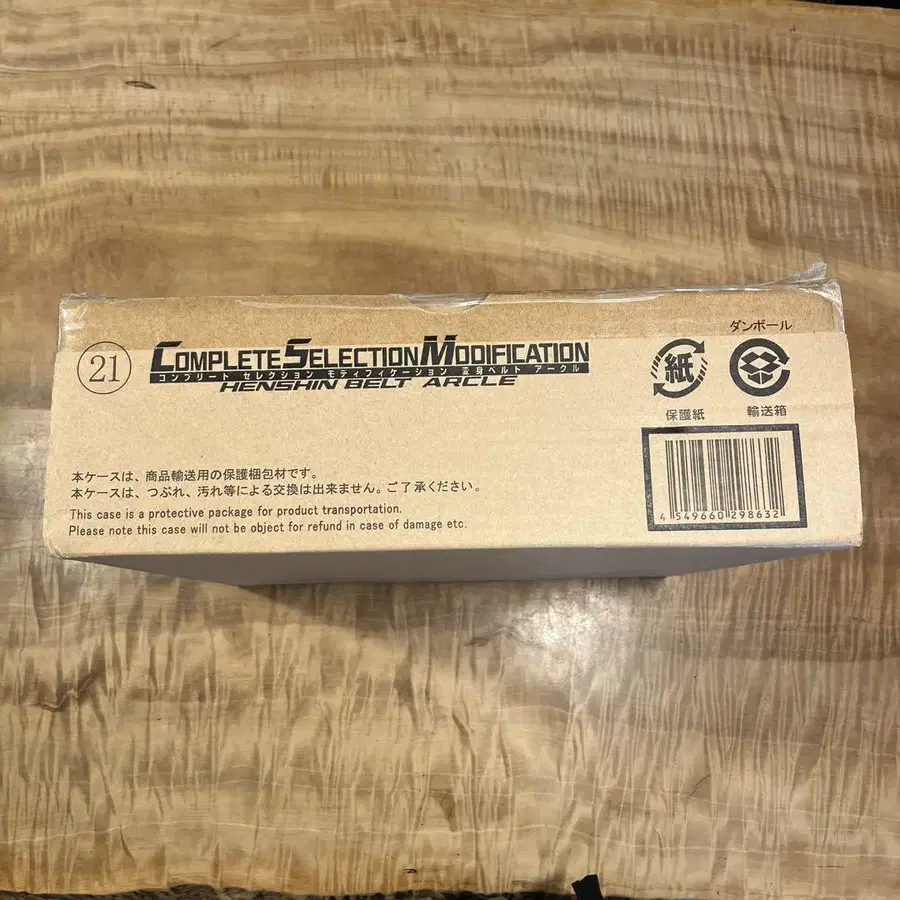 21
COMPLETE SELECTION MODIFICATION
コンプリート セレクション モディフィケーション 変身ベルト アークル
HENSHIN BELT ARCLE
ダンボール
紙
保護紙
輸送箱
本ケースは、商品輸送用の保護梱包材です。
本ケースは、つぶれ、汚れ等による交換は出来ません。ご了承ください。
This case is a protective package for product transportation.
Please note this case will not be object for refund in case of damage etc.
4 549660 298632